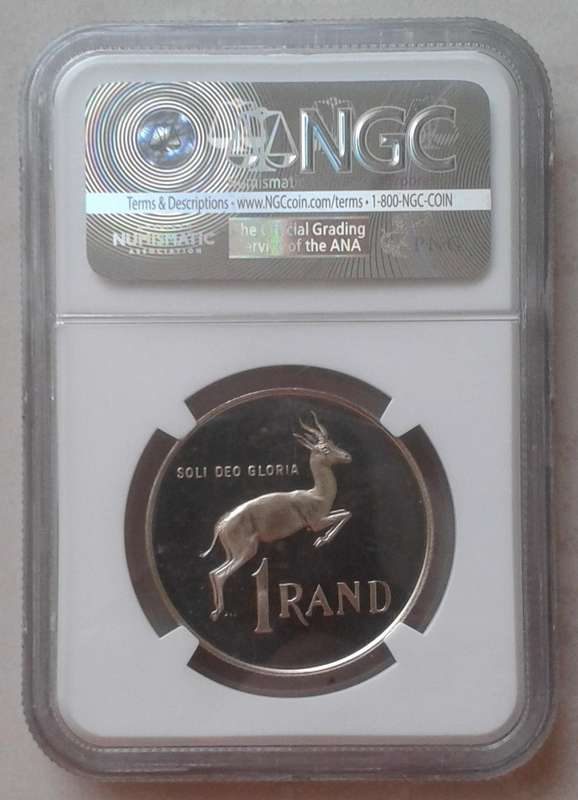 NGC
Terms & Descriptions • www.NGCcoin.com/terms • 1-800-NGC-COIN
NUMISMATIC
ASSOCIATION
The Official Grading
Service of the ANA
PNG
SOLI DEO GLORIA
1 RAND